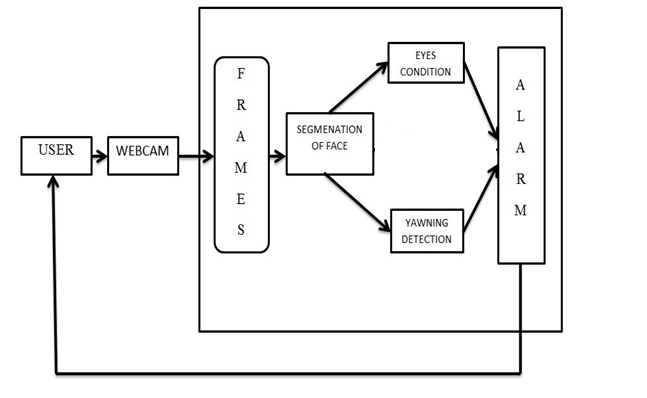 USER
WEBCAM
F
R
A
M
E
S
SEGMENATION
OF FACE
EYES
CONDITION
YAWNING
DETECTION
A
L
A
R
M